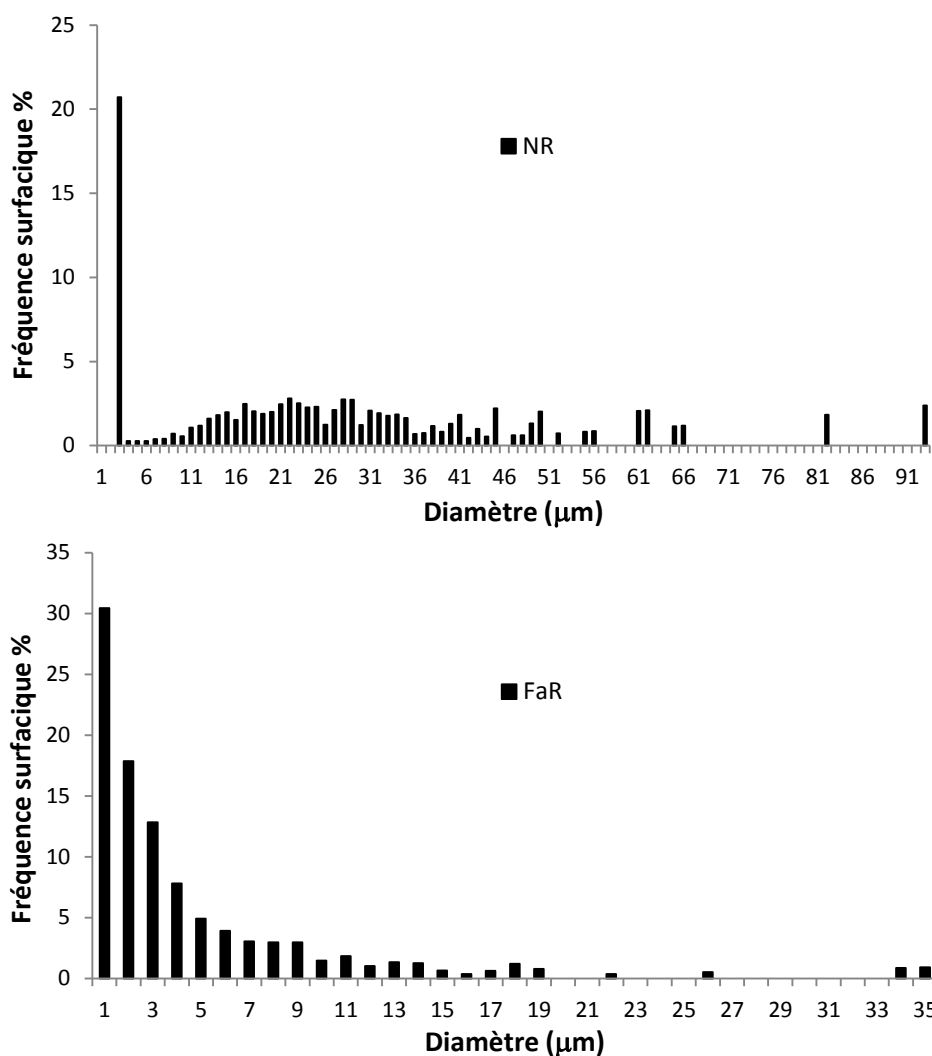 25
20
15
10
5
0
Fréquence surfacique %
NR
1 6 11 16 21 26 31 36 41 46 51 56 61 66 71 76 81 86 91
Diamètre (μm)
35
30
25
20
15
10
5
0
Fréquence surfacique %
FaR
1 3 5 7 9 11 13 15 17 19 21 23 25 27 29 31 33 35
Diamètre (μm)